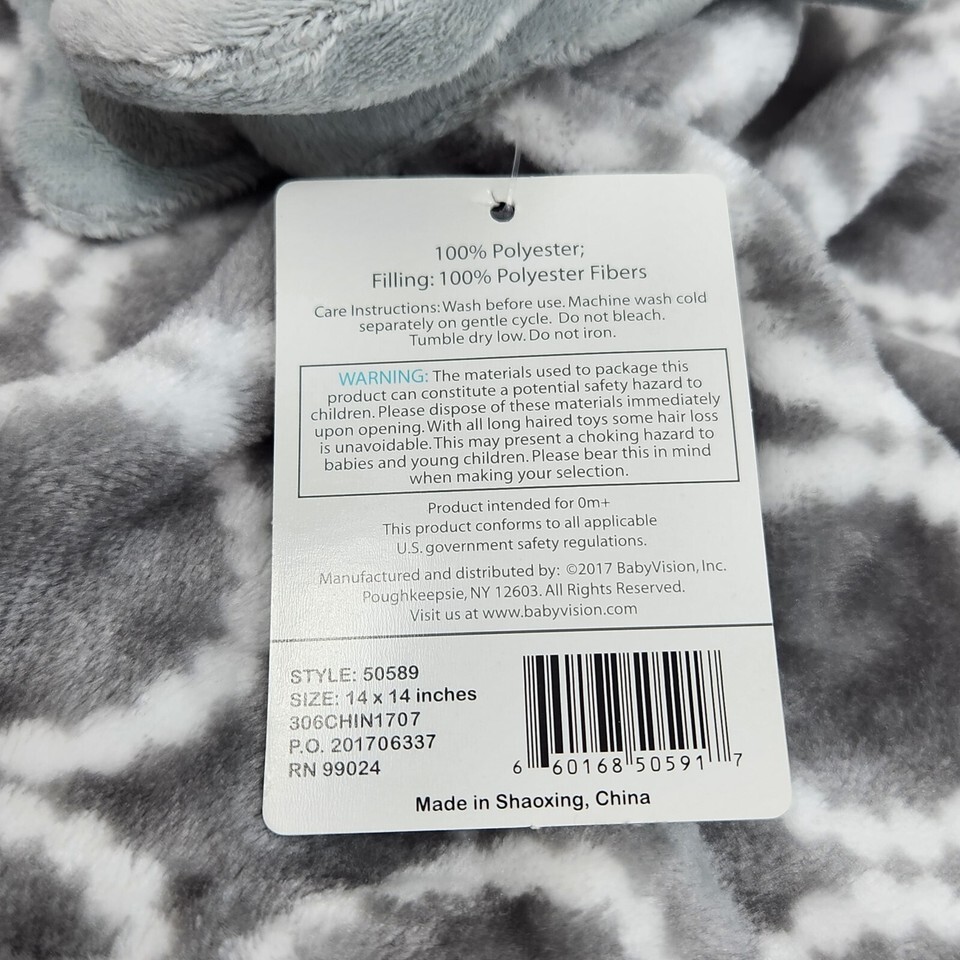 100% Polyester;
Filling: 100% Polyester Fibers
Care Instructions: Wash before use. Machine wash cold
separately on gentle cycle. Do not bleach.
Tumble dry low. Do not iron.
WARNING: The materials used to package this
product can constitute a potential safety hazard to
children. Please dispose of these materials immediately
upon opening. With all long haired toys some hair loss
is unavoidable. This may present a choking hazard to
babies and young children. Please bear this in mind
when making your selection.
Product intended for 0m+
This product conforms to all applicable
U.S. government safety regulations.
Manufactured and distributed by: ©2017 BabyVision, Inc.
Poughkeepsie, NY 12603. All Rights Reserved.
Visit us at www.babyvision.com
STYLE: 50589
SIZE: 14 x 14 inches
306CHIN1707
P.O. 201706337
RN 99024
6 60168 50591 7
Made in Shaoxing, China